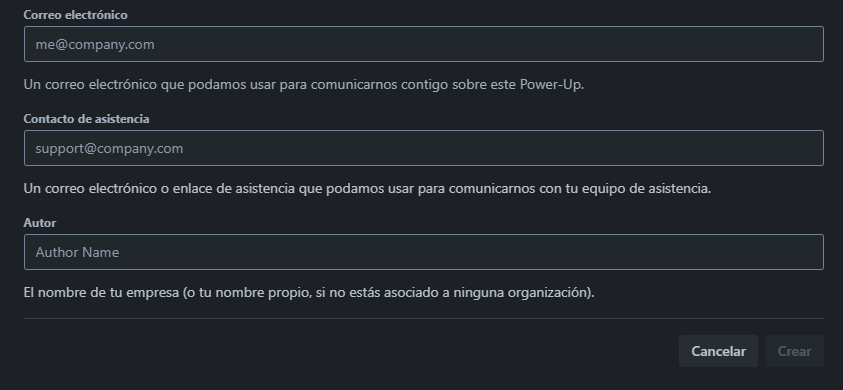 Correo electrónico
me@company.com
Un correo electrónico que podamos usar para comunicarnos contigo sobre este Power-Up.
Contacto de asistencia
support@company.com
Un correo electrónico o enlace de asistencia que podamos usar para comunicarnos con tu equipo de asistencia.
Autor
Author Name
El nombre de tu empresa (o tu nombre propio, si no estás asociado a ninguna organización).
Cancelar Crear